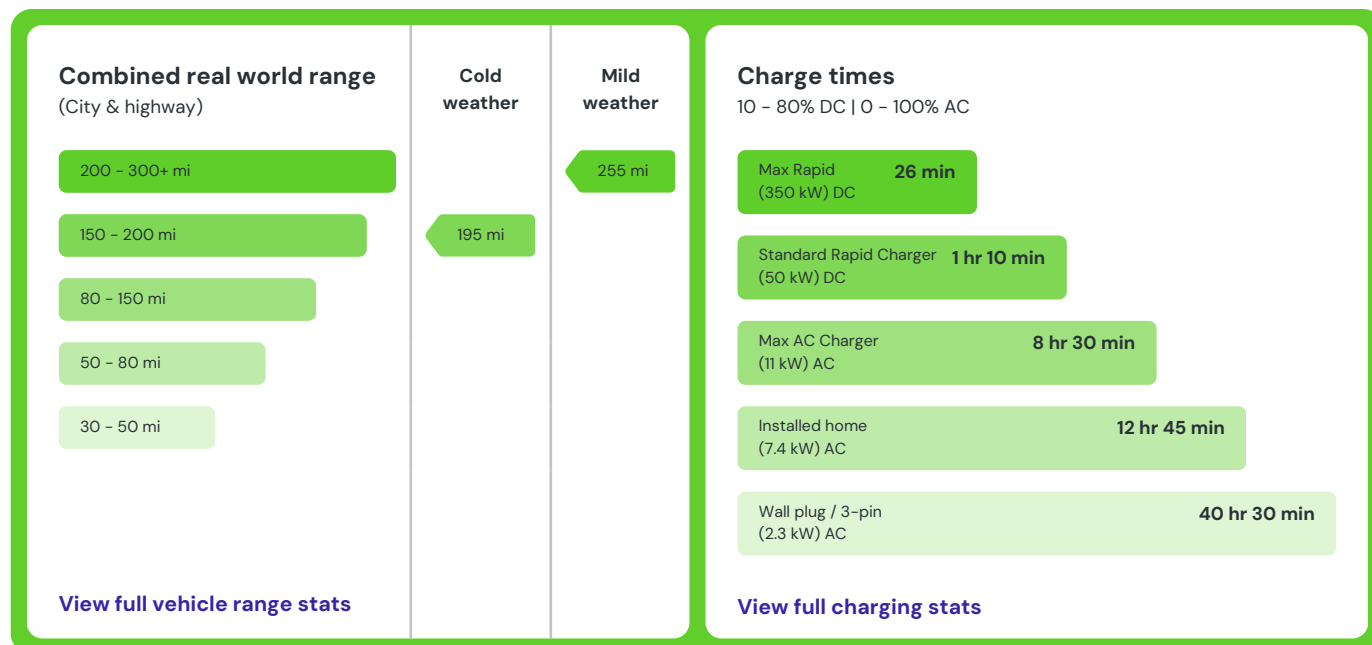 Combined real world range
(City & highway)
Cold
weather
Mild
weather
200 - 300+ mi
255 mi
150 - 200 mi
195 mi
80 - 150 mi
50 - 80 mi
30 - 50 mi
View full vehicle range stats
Charge times
10 - 80% DC | 0 - 100% AC
Max Rapid
(350 kW) DC
26 min
Standard Rapid Charger
(50 kW) DC
1 hr 10 min
Max AC Charger
(11 kW) AC
8 hr 30 min
Installed home
(7.4 kW) AC
12 hr 45 min
Wall plug / 3-pin
(2.3 kW) AC
40 hr 30 min
View full charging stats